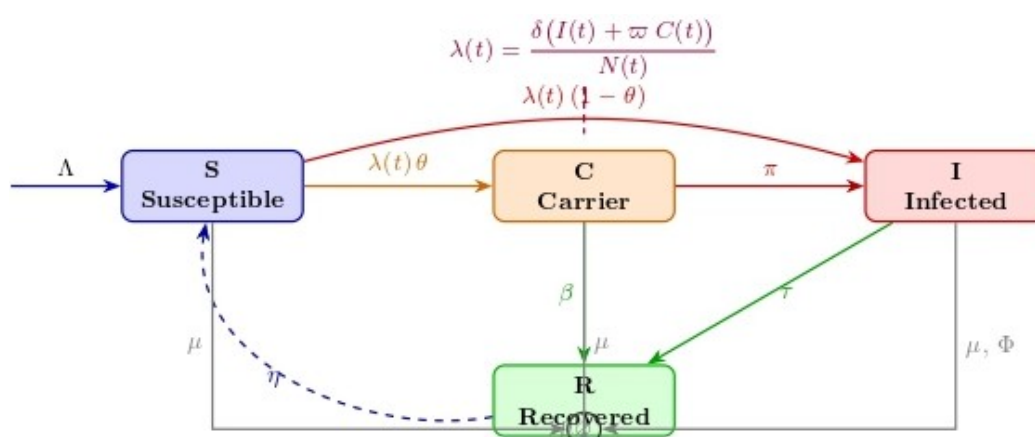 λ(t) = δ(I(t) + ϖ C(t)) / N(t)
λ(t) (1 − θ)
Λ
S
Susceptible
λ(t) θ
C
Carrier
π
I
Infected
β
τ
μ
μ
μ, Φ
η
R
Recovered